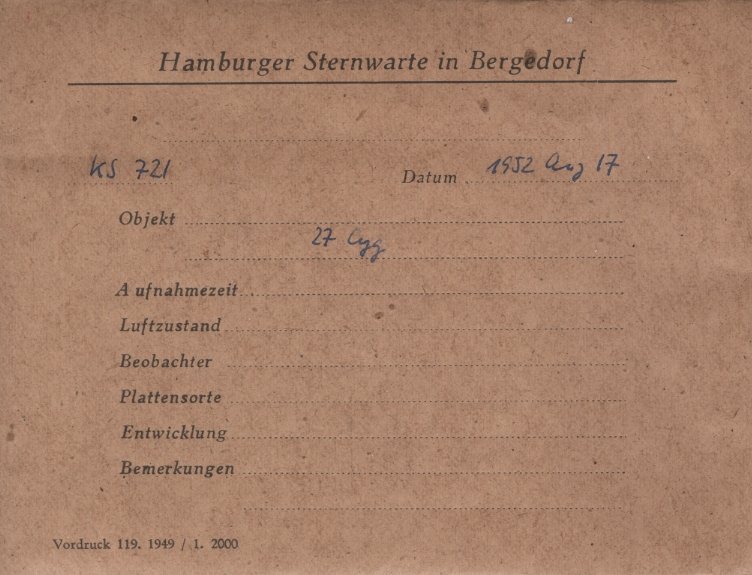 Hamburger Sternwarte in Bergedorf
KS 721 Datum 1952 Aug 17
Objekt
27 Cyg
Aufnahmezeit
Luftzustand
Beobachter
Plattensorte
Entwicklung
Bemerkungen
Vordruck 119. 1949 / 1. 2000